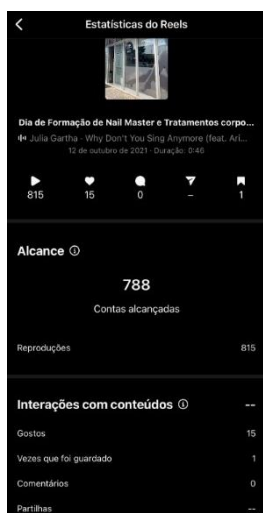 Estatísticas do Reels
Dia de Formação de Nail Master e Tratamentos corpo...
Julia Gartha - Why Don't You Sing Anymore (feat. Ari...
12 de outubro de 2021 · Duração: 0:46
815 15 0 - 1
Alcance
788
Contas alcançadas
Reproduções 815
Interações com conteúdos --
Gostos 15
Vezes que foi guardado 1
Comentários 0
Partilhas --